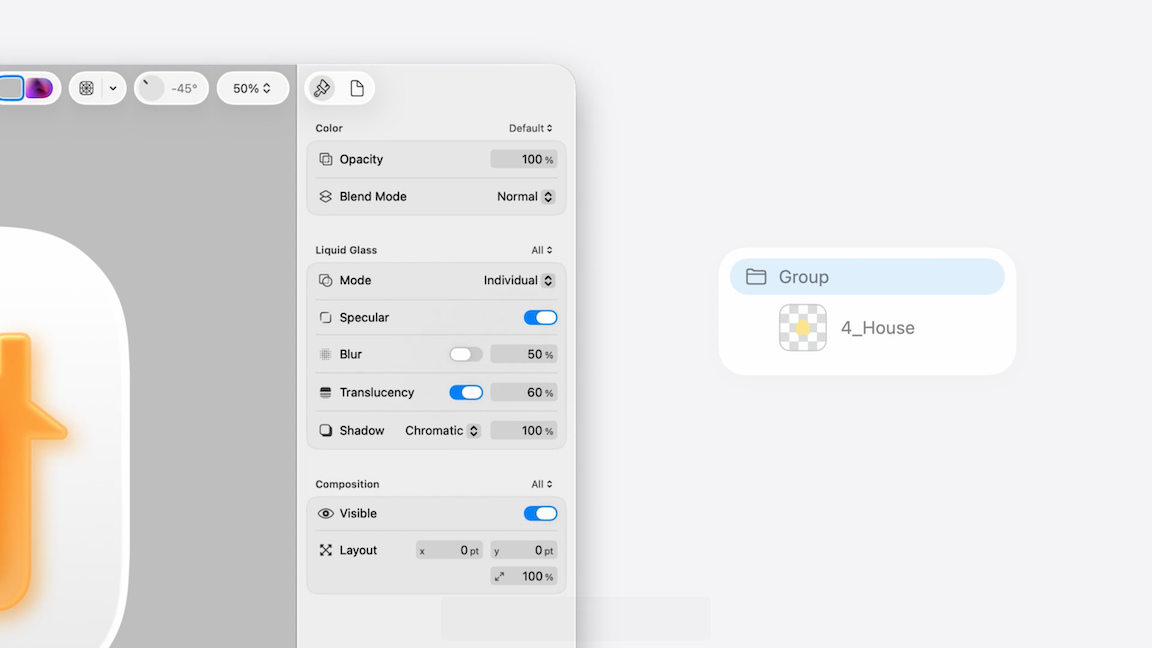 -45°
50%
Color Default
Opacity 100 %
Blend Mode Normal
Liquid Glass All
Mode Individual
Specular
Blur 50 %
Translucency 60 %
Shadow Chromatic 100 %
Composition All
Visible
Layout x 0 pt y 0 pt
100 %
Group
4_House